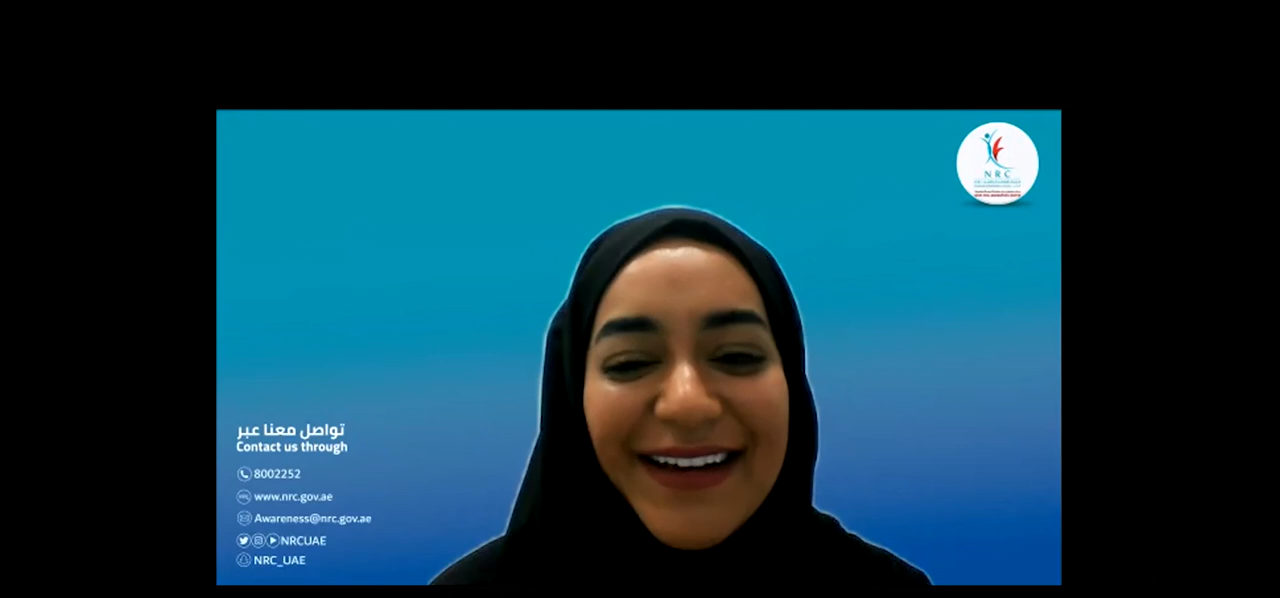 NRC
تواصل معنا عبر
Contact us through
8002252
www.nrc.gov.ae
Awareness@nrc.gov.ae
NRCUAE
NRC_UAE